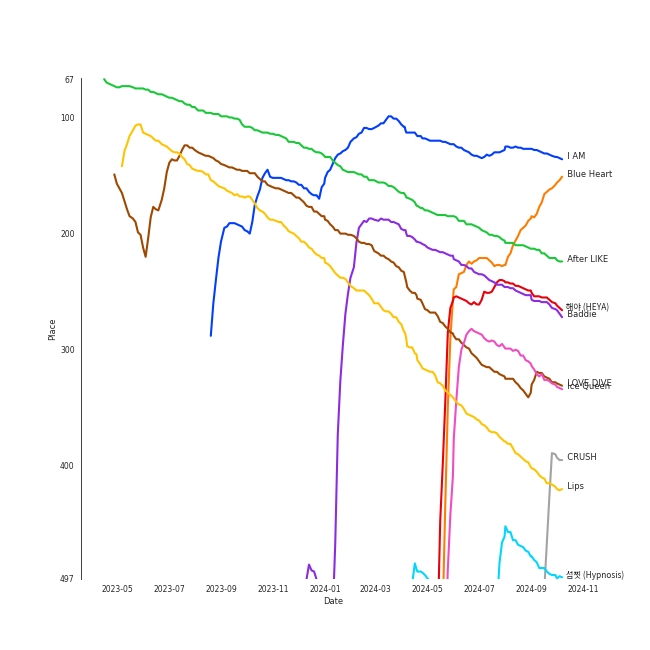 67
100
200
300
400
497
Place
2023-05
2023-07
2023-09
2023-11
2024-01
2024-03
2024-05
2024-07
2024-09
2024-11
Date
I AM
Blue Heart
After LIKE
해야 (HEYA)
Baddie
LOVE DIVE
Ice Queen
CRUSH
Lips
섬찟 (Hypnosis)